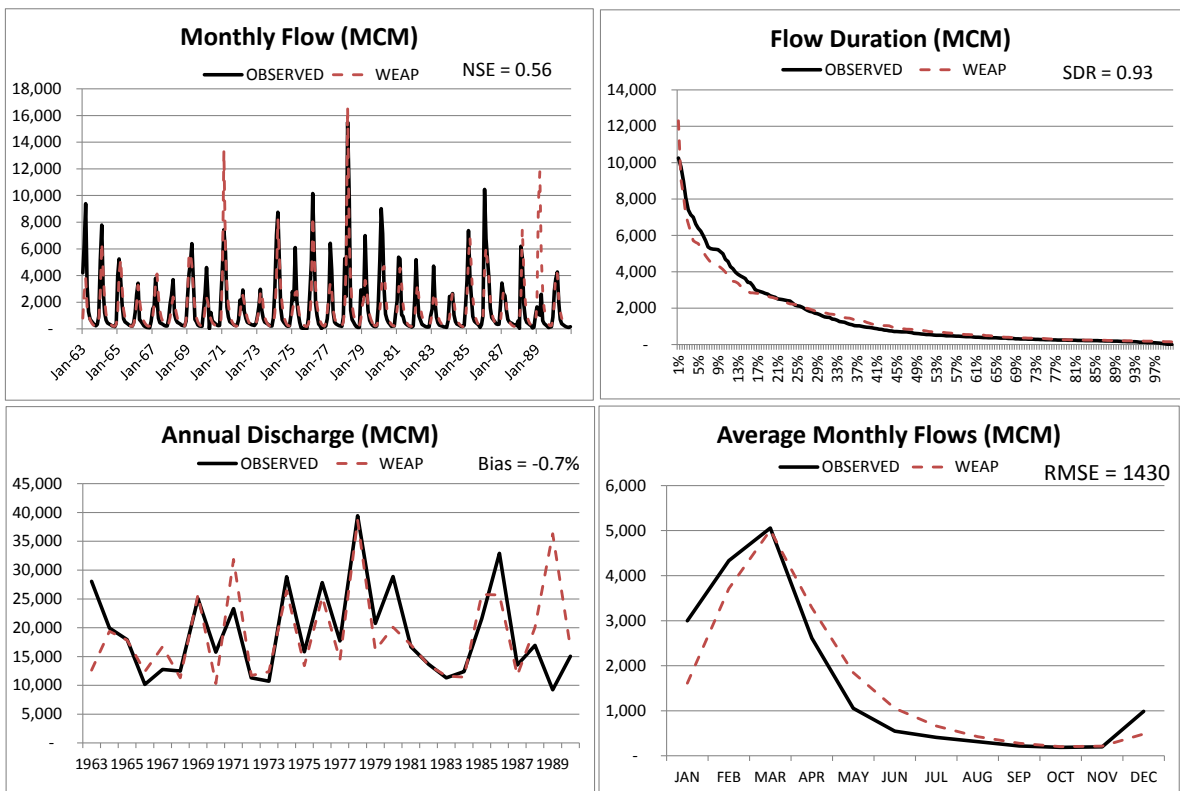 Monthly Flow (MCM)
OBSERVED WEAP NSE = 0.56
18,000
16,000
14,000
12,000
10,000
8,000
6,000
4,000
2,000
-
Jan-63 Jan-65 Jan-67 Jan-69 Jan-71 Jan-73 Jan-75 Jan-77 Jan-79 Jan-81 Jan-83 Jan-85 Jan-87 Jan-89
Flow Duration (MCM)
OBSERVED WEAP SDR = 0.93
14,000
12,000
10,000
8,000
6,000
4,000
2,000
-
1% 5% 9% 13% 17% 21% 25% 29% 33% 37% 41% 45% 49% 53% 57% 61% 65% 69% 73% 77% 81% 85% 89% 93% 97%
Annual Discharge (MCM)
OBSERVED WEAP Bias = -0.7%
45,000
40,000
35,000
30,000
25,000
20,000
15,000
10,000
5,000
-
1963 1965 1967 1969 1971 1973 1975 1977 1979 1981 1983 1985 1987 1989
Average Monthly Flows (MCM)
OBSERVED WEAP RMSE = 1430
6,000
5,000
4,000
3,000
2,000
1,000
-
JAN FEB MAR APR MAY JUN JUL AUG SEP OCT NOV DEC